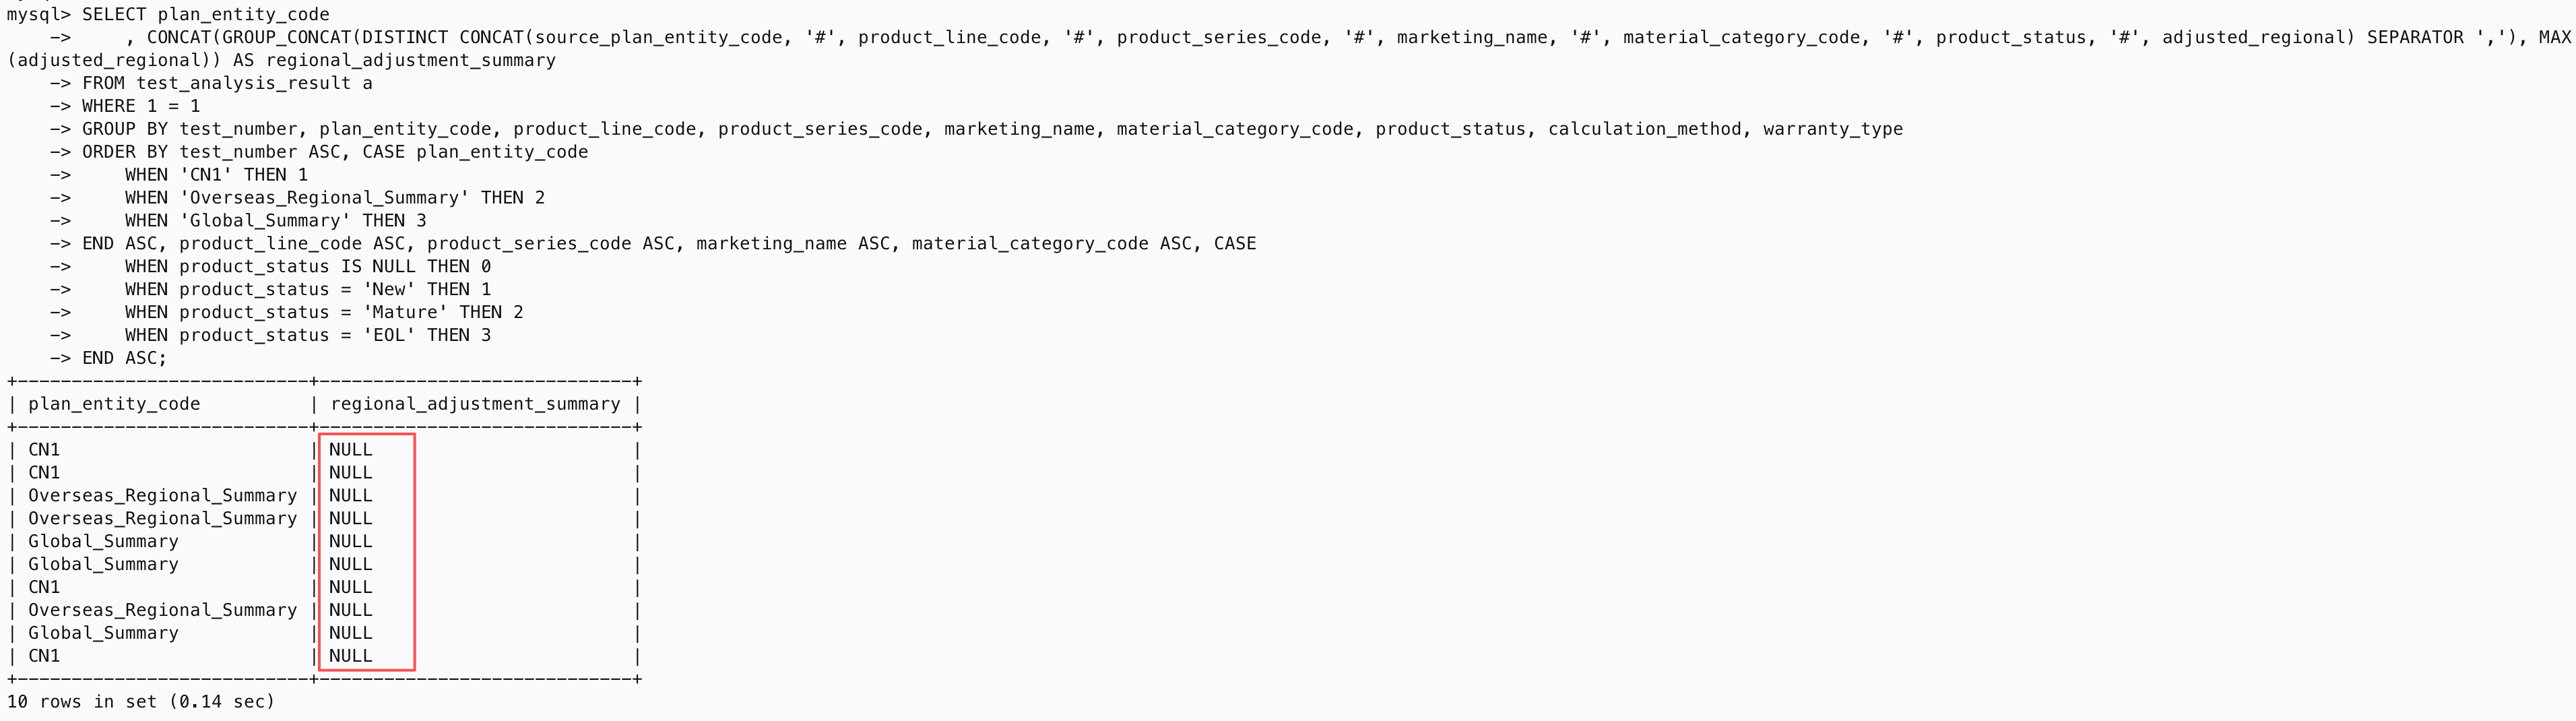 mysql> SELECT plan_entity_code
    ->     , CONCAT(GROUP_CONCAT(DISTINCT CONCAT(source_plan_entity_code, '#', product_line_code, '#', product_series_code, '#', marketing_name, '#', material_category_code, '#', product_status, '#', adjusted_regional) SEPARATOR ','), MAX
(adjusted_regional)) AS regional_adjustment_summary
    -> FROM test_analysis_result a
    -> WHERE 1 = 1
    -> GROUP BY test_number, plan_entity_code, product_line_code, product_series_code, marketing_name, material_category_code, product_status, calculation_method, warranty_type
    -> ORDER BY test_number ASC, CASE plan_entity_code
    ->     WHEN 'CN1' THEN 1
    ->     WHEN 'Overseas_Regional_Summary' THEN 2
    ->     WHEN 'Global_Summary' THEN 3
    -> END ASC, product_line_code ASC, product_series_code ASC, marketing_name ASC, material_category_code ASC, CASE
    ->     WHEN product_status IS NULL THEN 0
    ->     WHEN product_status = 'New' THEN 1
    ->     WHEN product_status = 'Mature' THEN 2
    ->     WHEN product_status = 'EOL' THEN 3
    -> END ASC;
+---------------------------+-----------------------------+
| plan_entity_code          | regional_adjustment_summary |
+---------------------------+-----------------------------+
| CN1                       | NULL                        |
| CN1                       | NULL                        |
| Overseas_Regional_Summary | NULL                        |
| Overseas_Regional_Summary | NULL                        |
| Global_Summary            | NULL                        |
| Global_Summary            | NULL                        |
| CN1                       | NULL                        |
| Overseas_Regional_Summary | NULL                        |
| Global_Summary            | NULL                        |
| CN1                       | NULL                        |
+---------------------------+-----------------------------+
10 rows in set (0.14 sec)